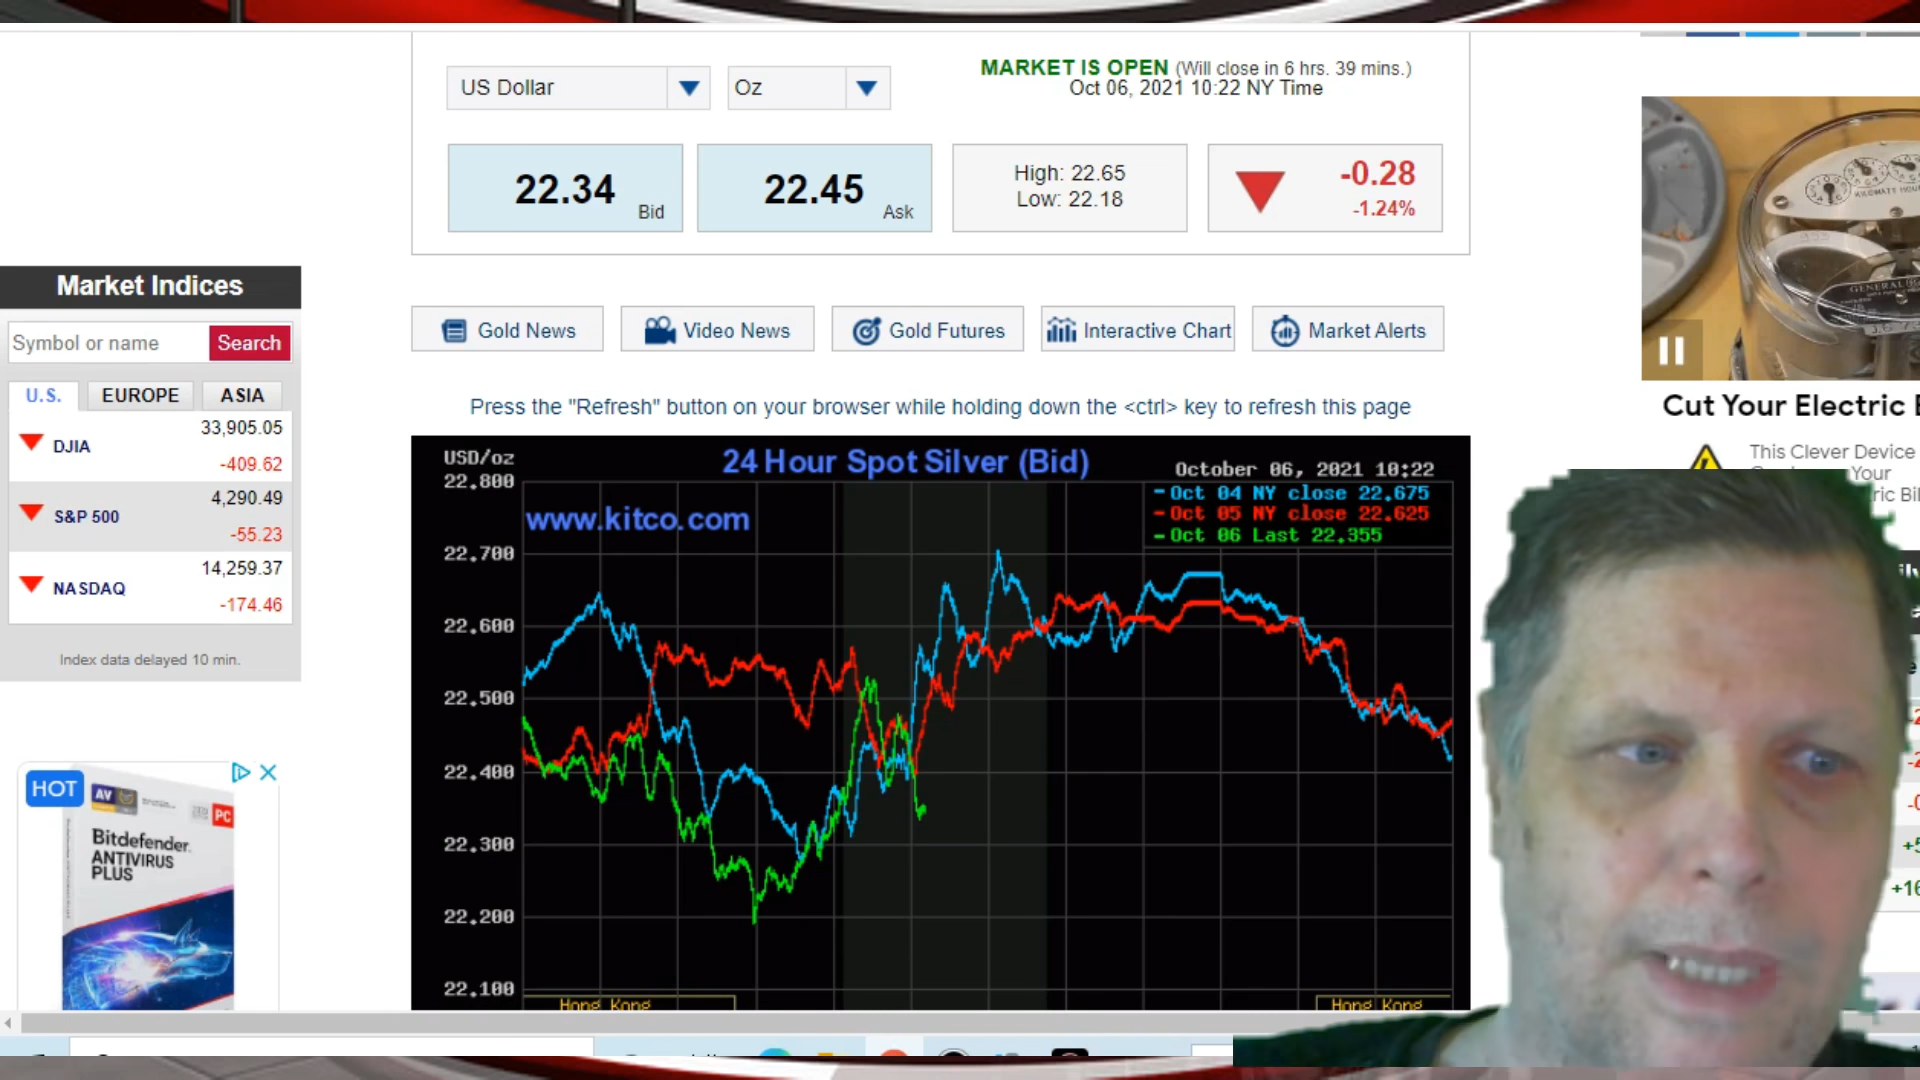 US Dollar
Oz
MARKET IS OPEN (Will close in 6 hrs. 39 mins.)
Oct 06, 2021 10:22 NY Time
22.34 Bid
22.45 Ask
High: 22.65
Low: 22.18
-0.28
-1.24%
Market Indices
Symbol or name
Search
U.S.
EUROPE
ASIA
33,905.05
DJIA
-409.62
4,290.49
S&P 500
-55.23
14,259.37
NASDAQ
-174.46
Index data delayed 10 min.
Gold News
Video News
Gold Futures
Interactive Chart
Market Alerts
Press the "Refresh" button on your browser while holding down the <ctrl> key to refresh this page
USD/oz
24 Hour Spot Silver (Bid)
October 06, 2021 10:22
www.kitco.com
Oct 04 NY close 22.675
Oct 05 NY close 22.625
Oct 06 Last 22.355
22.800
22.700
22.600
22.500
22.400
22.300
22.200
22.100
Hong Kong
Hong Kong
HOT
AV
PC
Bitdefender
ANTIVIRUS
PLUS
Cut Your Electric
This Clever Device
Your
GENERAL
KILOWATT